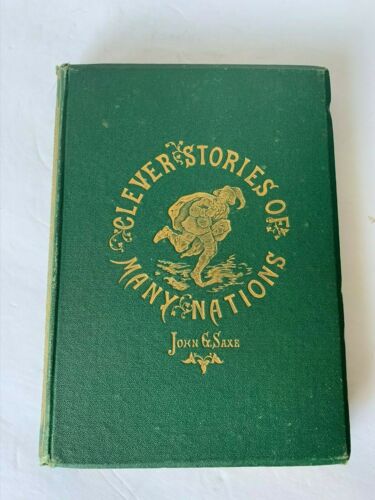 CLEVER STORIES OF
MANY NATIONS
JOHN G. SAXE